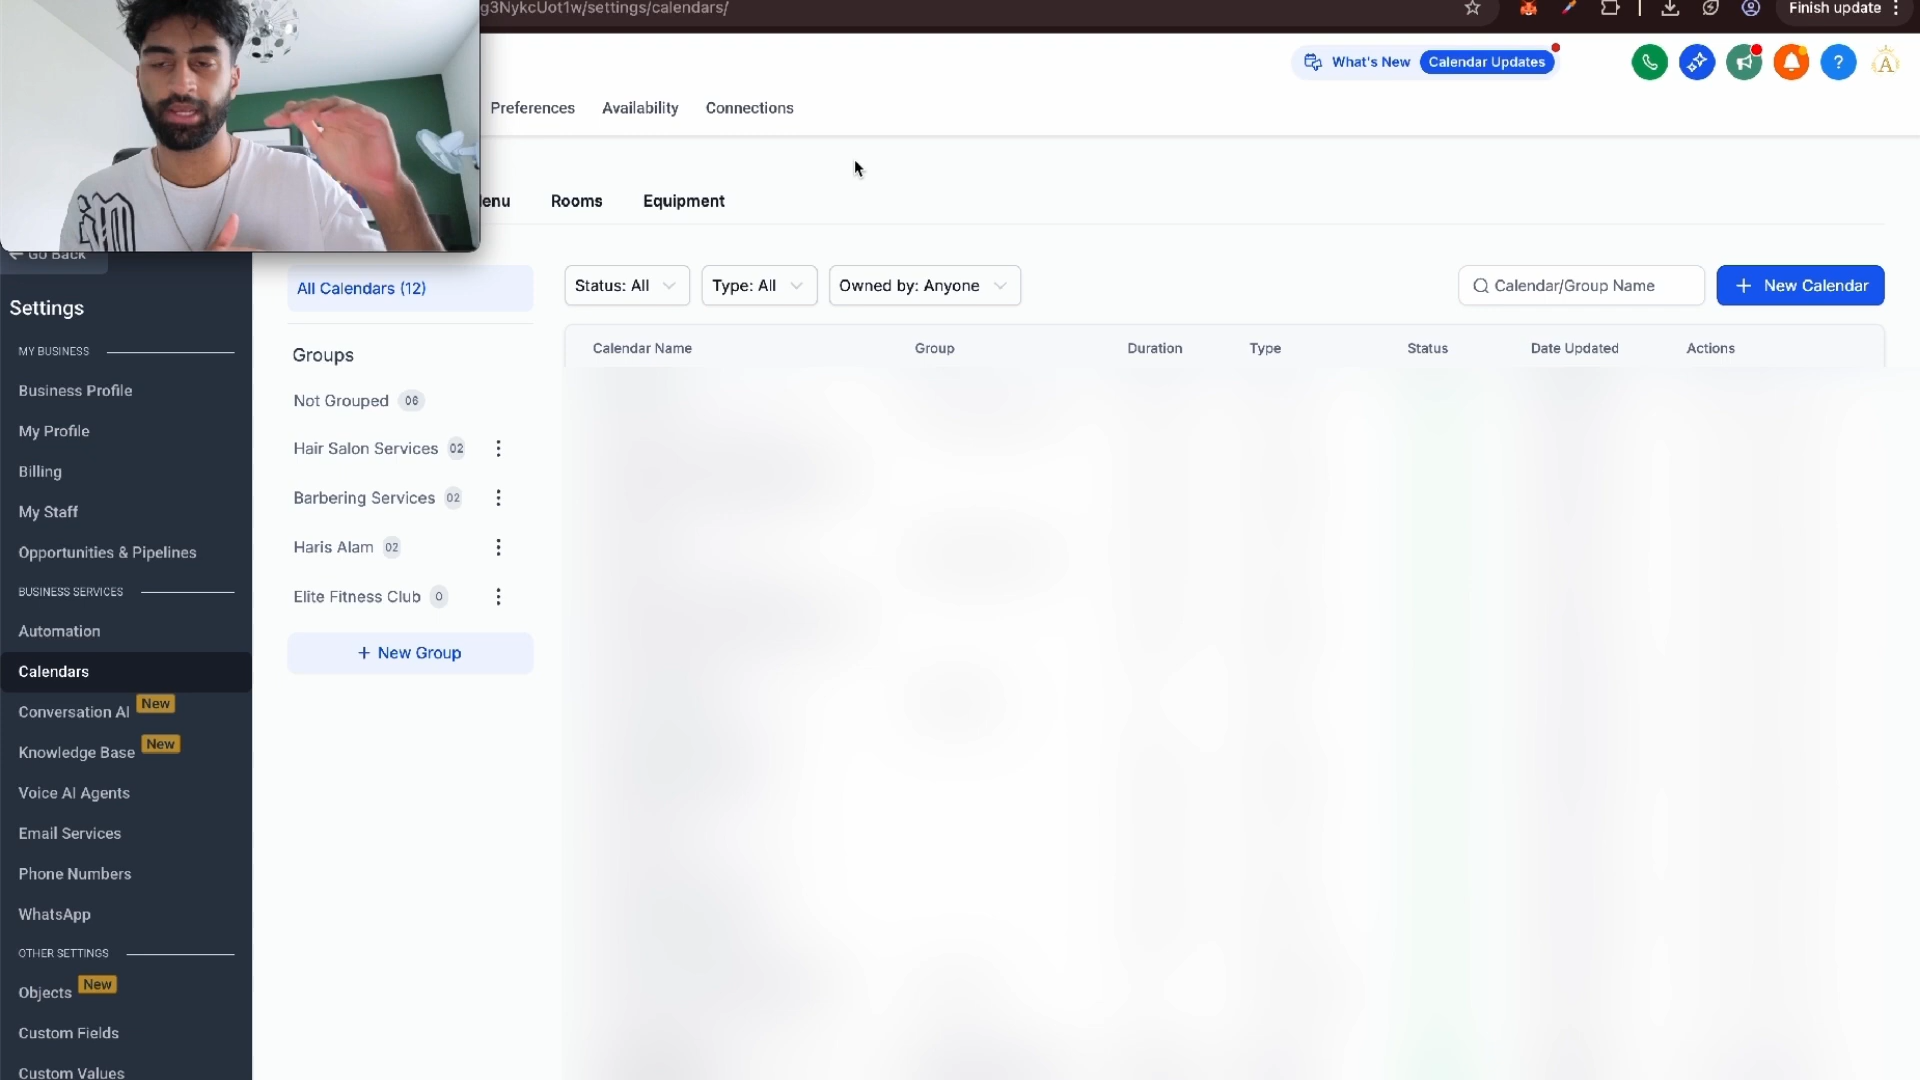 g3NykcUot1w/settings/calendars/
Finish update
What's New
Calendar Updates
?
A
Preferences
Availability
Connections
enu
Rooms
Equipment
Go Back
Settings
MY BUSINESS
Business Profile
My Profile
Billing
My Staff
Opportunities & Pipelines
BUSINESS SERVICES
Automation
Calendars
Conversation AI New
Knowledge Base New
Voice AI Agents
Email Services
Phone Numbers
WhatsApp
OTHER SETTINGS
Objects New
Custom Fields
Custom Values
All Calendars (12)
Groups
Not Grouped 06
Hair Salon Services 02
Barbering Services 02
Haris Alam 02
Elite Fitness Club 0
+ New Group
Status: All
Type: All
Owned by: Anyone
Calendar/Group Name
+ New Calendar
Calendar Name
Group
Duration
Type
Status
Date Updated
Actions